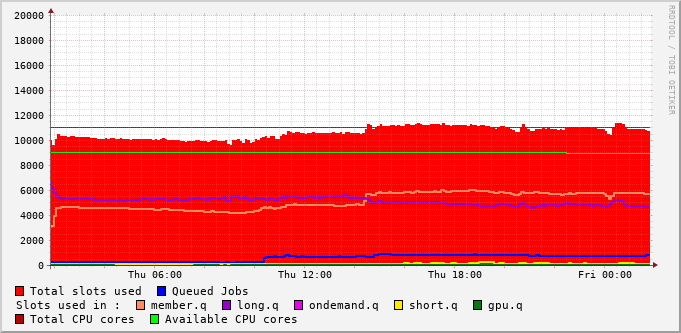 20000
18000
16000
14000
12000
10000
8000
6000
4000
2000
0
Thu 06:00 Thu 12:00 Thu 18:00 Fri 00:00
Total slots used Queued Jobs
Slots used in : member.q long.q ondemand.q short.q gpu.q
Total CPU cores Available CPU cores
RRDTOOL / TOBI OETIKER